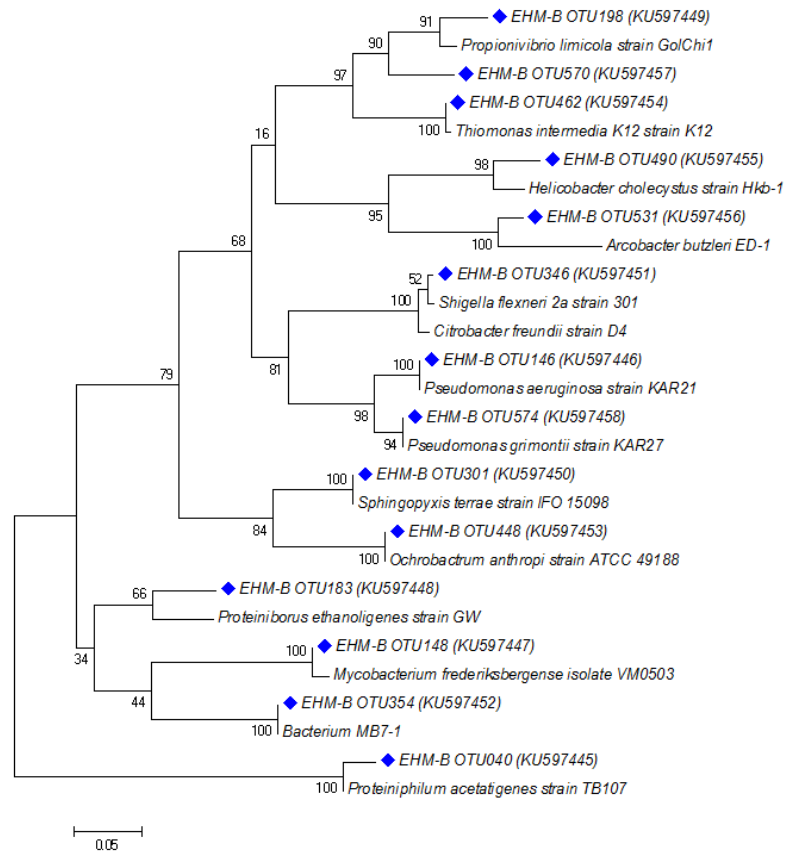 91
EHM-B OTU198 (KU597449)
Propionivibrio limicola strain GolChi1
90
EHM-B OTU570 (KU597457)
97
EHM-B OTU462 (KU597454)
100
Thiomonas intermedia K12 strain K12
16
98
EHM-B OTU490 (KU597455)
Helicobacter cholecystus strain Hkb-1
95
EHM-B OTU531 (KU597456)
100
Arcobacter butzleri ED-1
68
52
EHM-B OTU346 (KU597451)
100
Shigella flexneri 2a strain 301
Citrobacter freundii strain D4
81
100
EHM-B OTU146 (KU597446)
Pseudomonas aeruginosa strain KAR21
98
EHM-B OTU574 (KU597458)
94
Pseudomonas grimontii strain KAR27
79
100
EHM-B OTU301 (KU597450)
Sphingopyxis terrae strain IFO 15098
84
EHM-B OTU448 (KU597453)
100
Ochrobactrum anthropi strain ATCC 49188
66
EHM-B OTU183 (KU597448)
Proteiniborus ethanoligenes strain GW
34
100
EHM-B OTU148 (KU597447)
Mycobacterium frederiksbergense isolate VM0503
44
EHM-B OTU354 (KU597452)
100
Bacterium MB7-1
EHM-B OTU040 (KU597445)
100
Proteiniphilum acetatigenes strain TB107
0.05